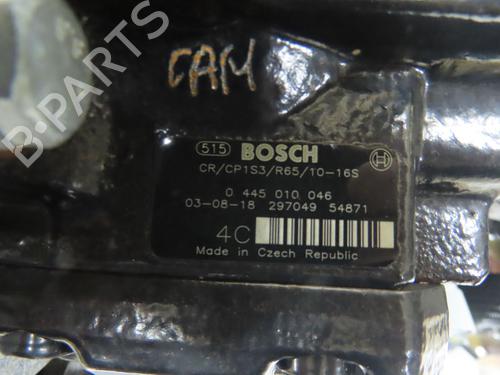 CAM
515 BOSCH
CR/CP1S3/R65/10-16S
0 445 010 046
03-08-18 297049 54871
4C
Made in Czech Republic
B-PARTS